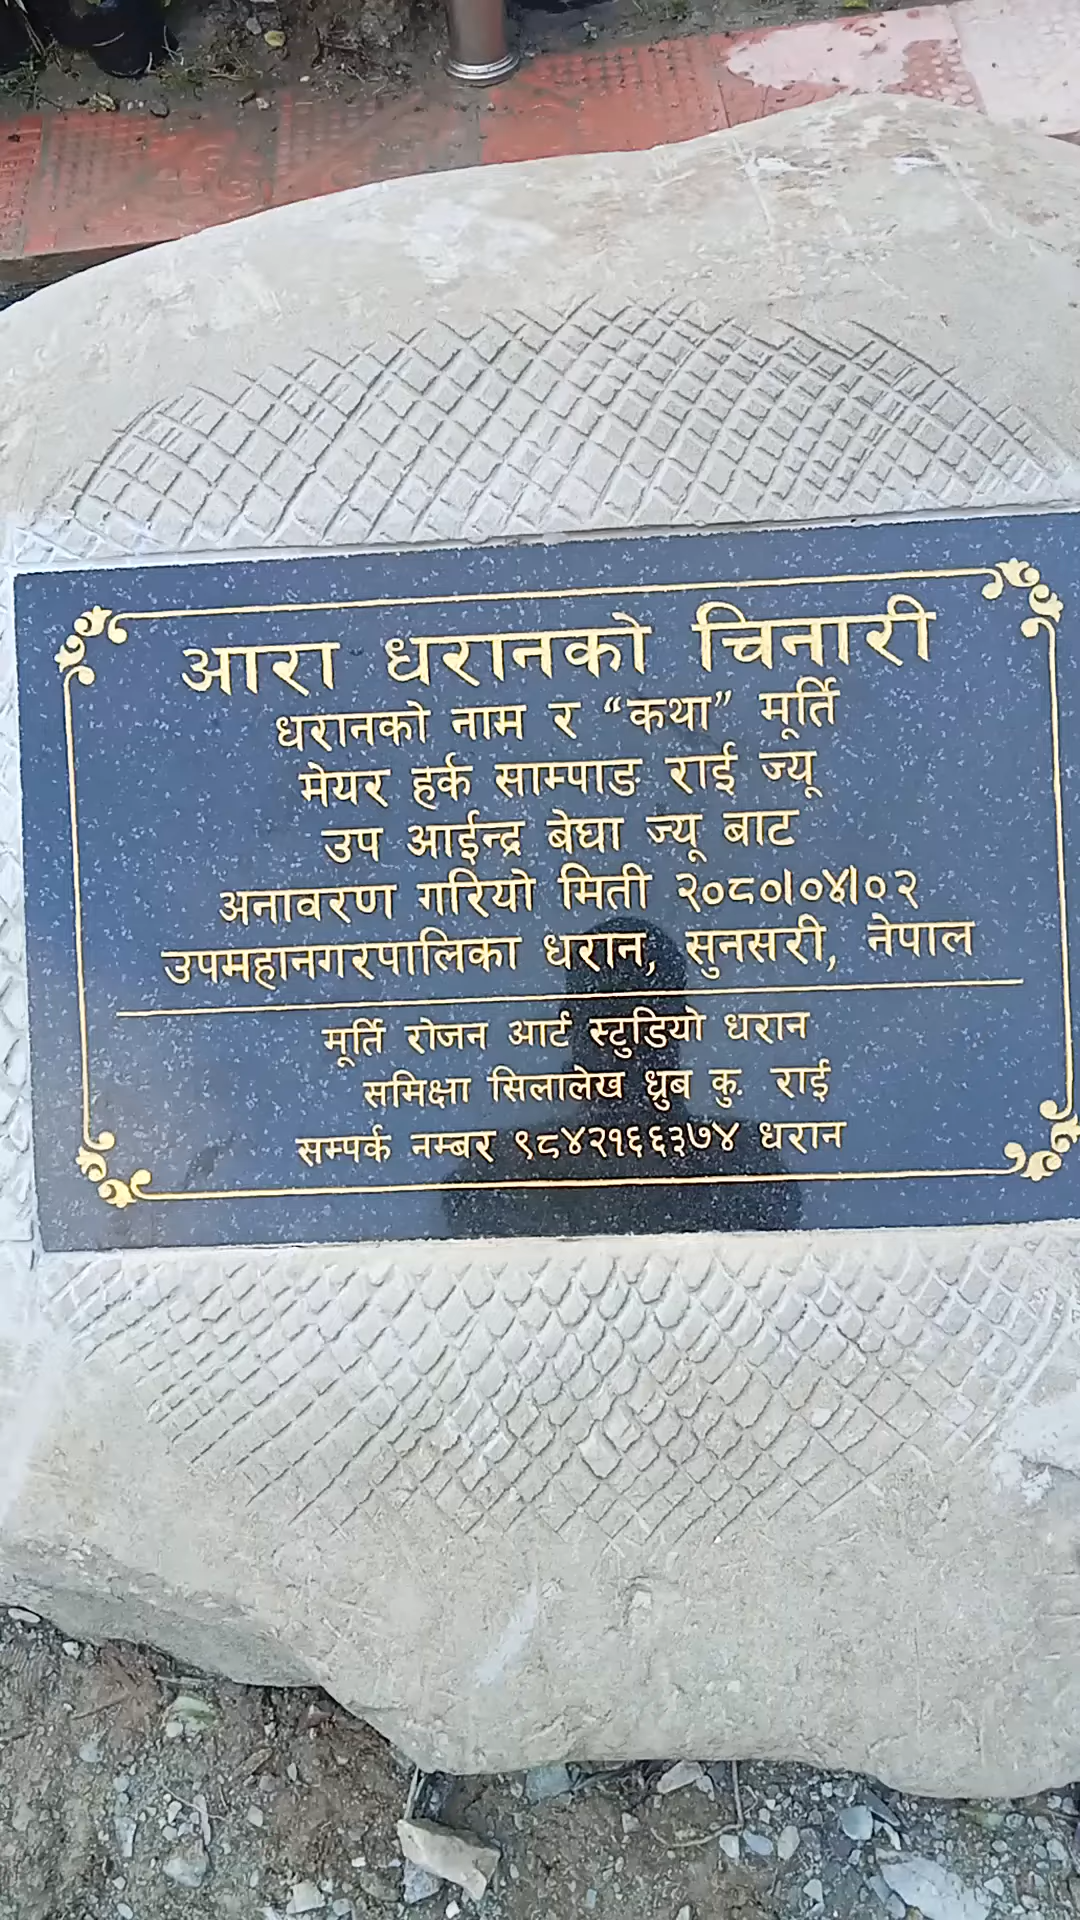 आरा धरानको चिनारी
धरानको नाम र “कथा” मूर्ति
मेयर हर्क साम्पाङ राई ज्यू
उप आईन्द्र बेघा ज्यू बाट
अनावरण गरियो मिती २०८०|०४|०२
उपमहानगरपालिका धरान, सुनसरी, नेपाल
मूर्ति रोजन आर्ट स्टुडियो धरान
समिक्षा सिलालेख ध्रुब कु. राई
सम्पर्क नम्बर ९८४२१६६३७४ धरान